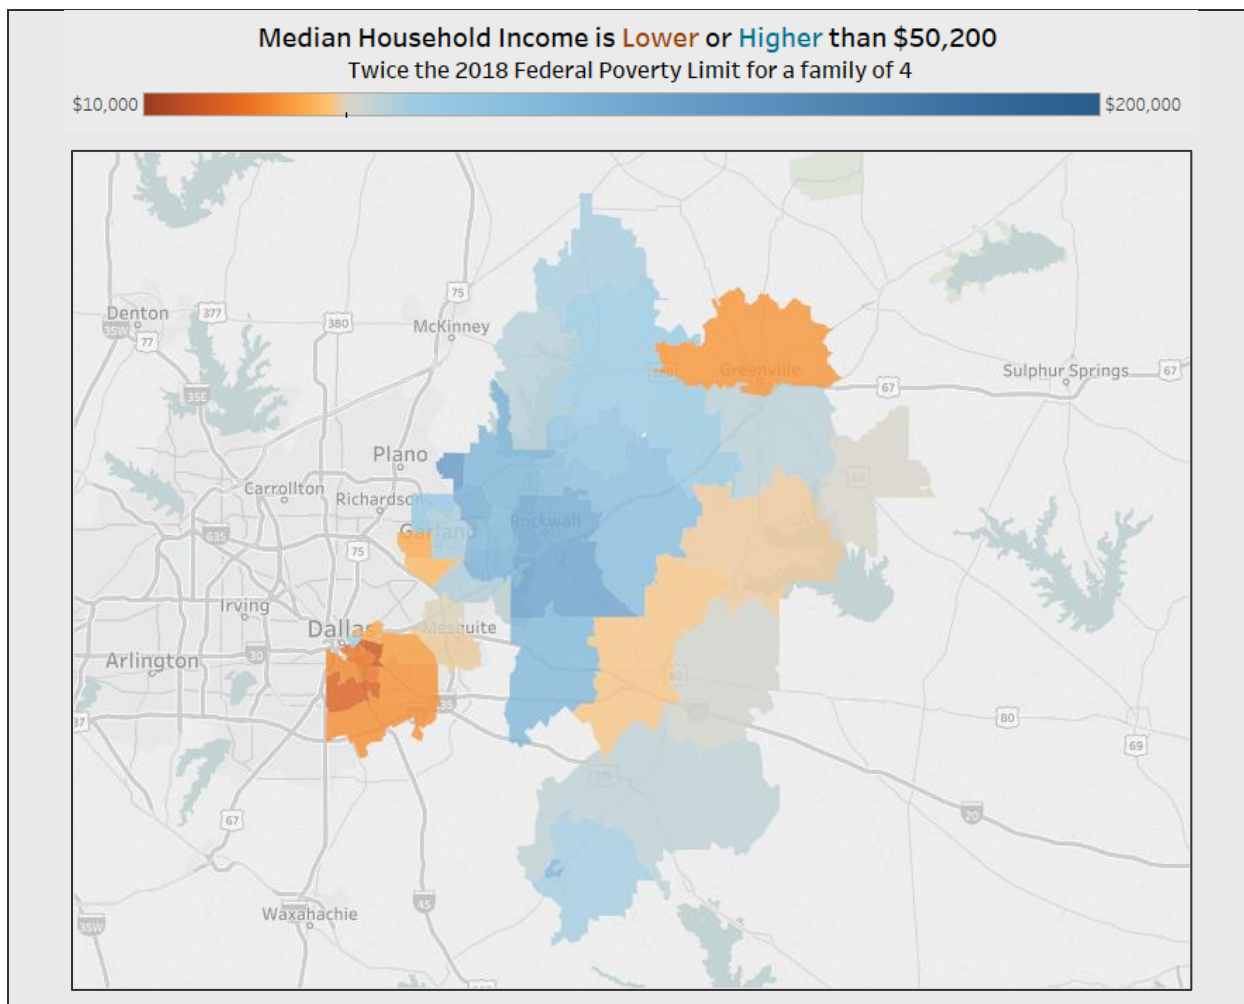 Median Household Income is Lower or Higher than $50,200
Twice the 2018 Federal Poverty Limit for a family of 4
$10,000
$200,000
75
Denton
377
380
McKinney
35W
77
Greenville
Sulphur Springs
67
67
35E
Plano
69
Carrollton
Richardson
Rockwall
Garland
635
75
Irving
Dallas
Mesquite
30
Arlington
80
35
80
69
175
67
20
45
Waxahachie
35W